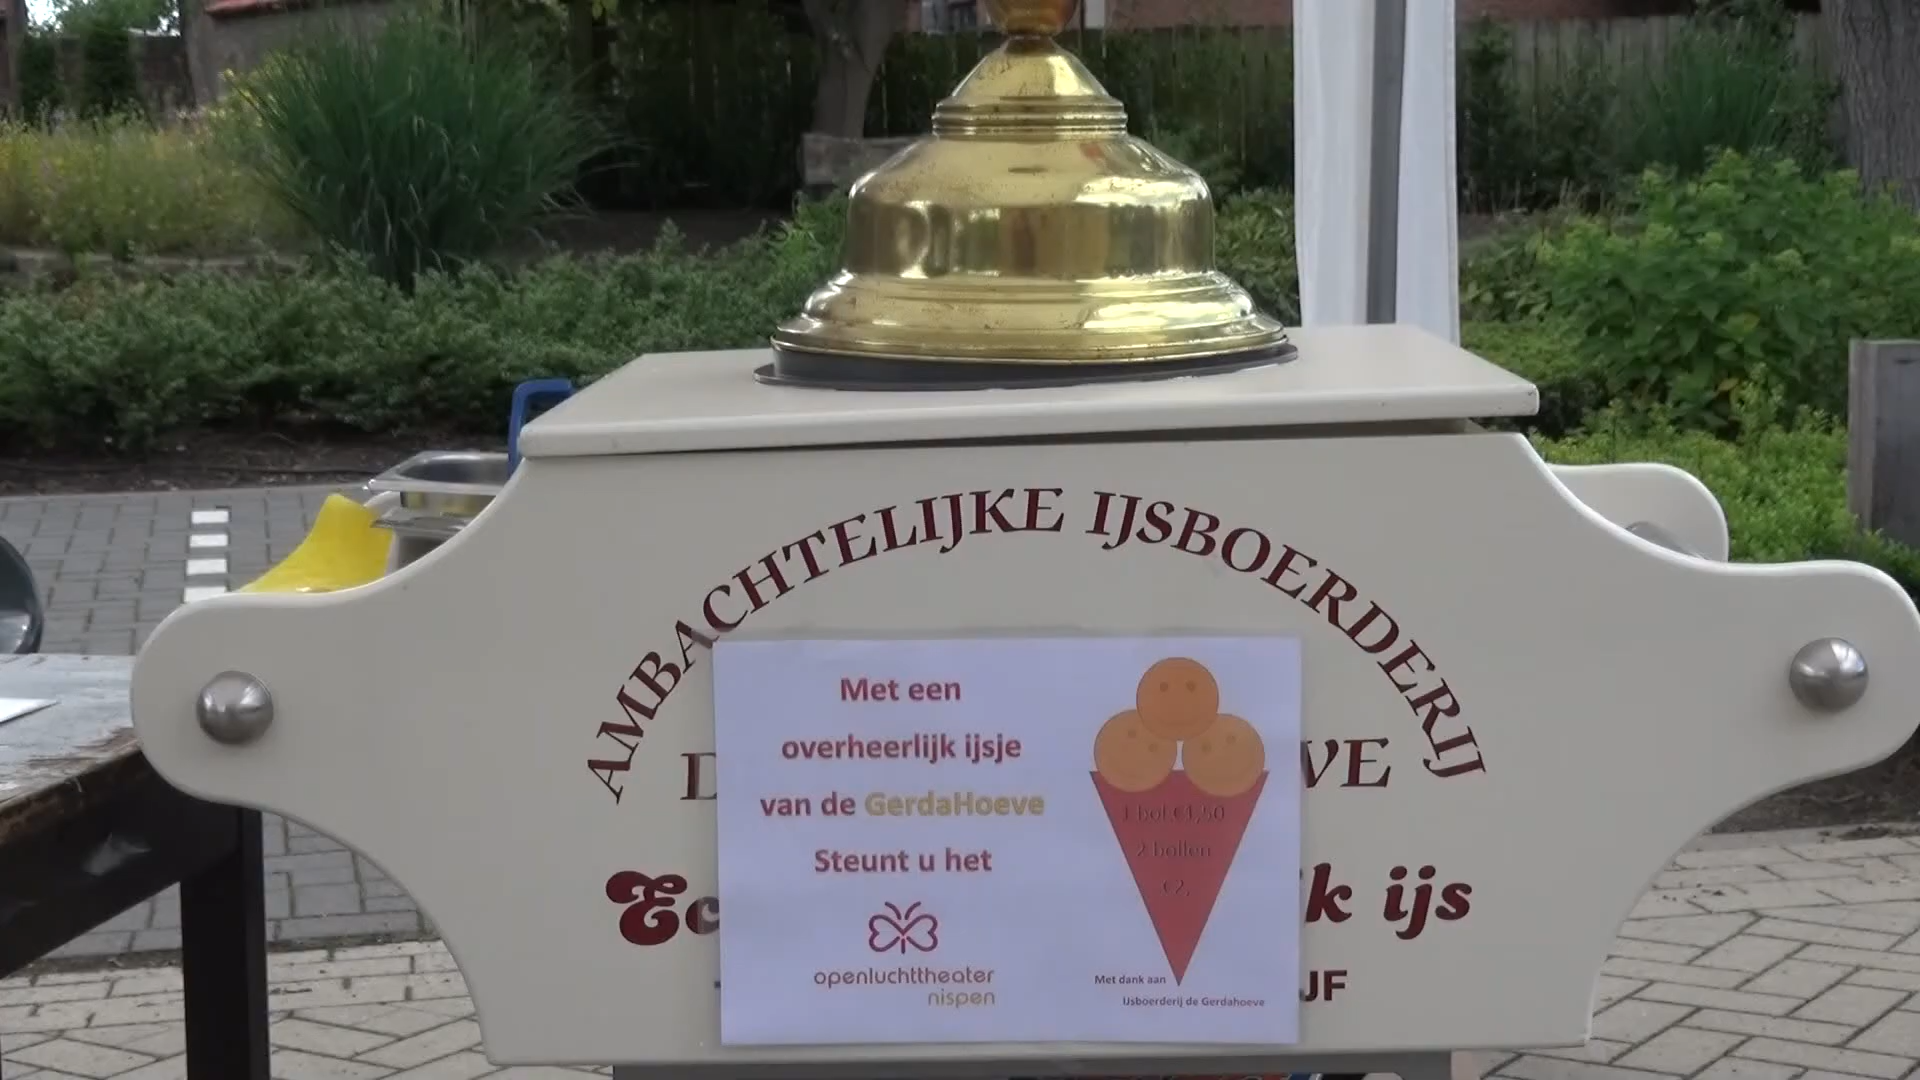 AMBACHTELIJKE IJSBOERDERIJ
Met een
overheerlijk ijsje
van de GerdaHoeve
Steunt u het
openluchttheater
nispen
1 bol €1,50
2 bollen
€2,
Met dank aan
IJsboerderij de Gerdahoeve
D
VE
Ec
k ijs
JF